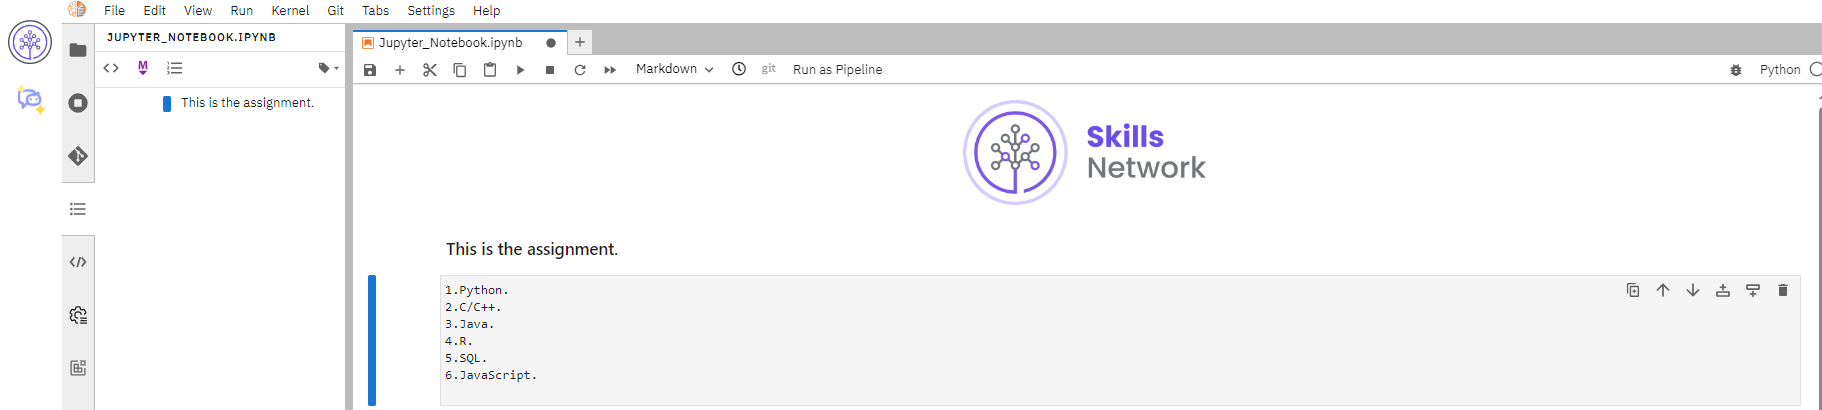 File Edit View Run Kernel Git Tabs Settings Help
JUPYTER_NOTEBOOK.IPYNB
M
This is the assignment.
Jupyter_Notebook.ipynb
Markdown git Run as Pipeline Python
Skills
Network
This is the assignment.
1.Python.
2.C/C++.
3.Java.
4.R.
5.SQL.
6.JavaScript.